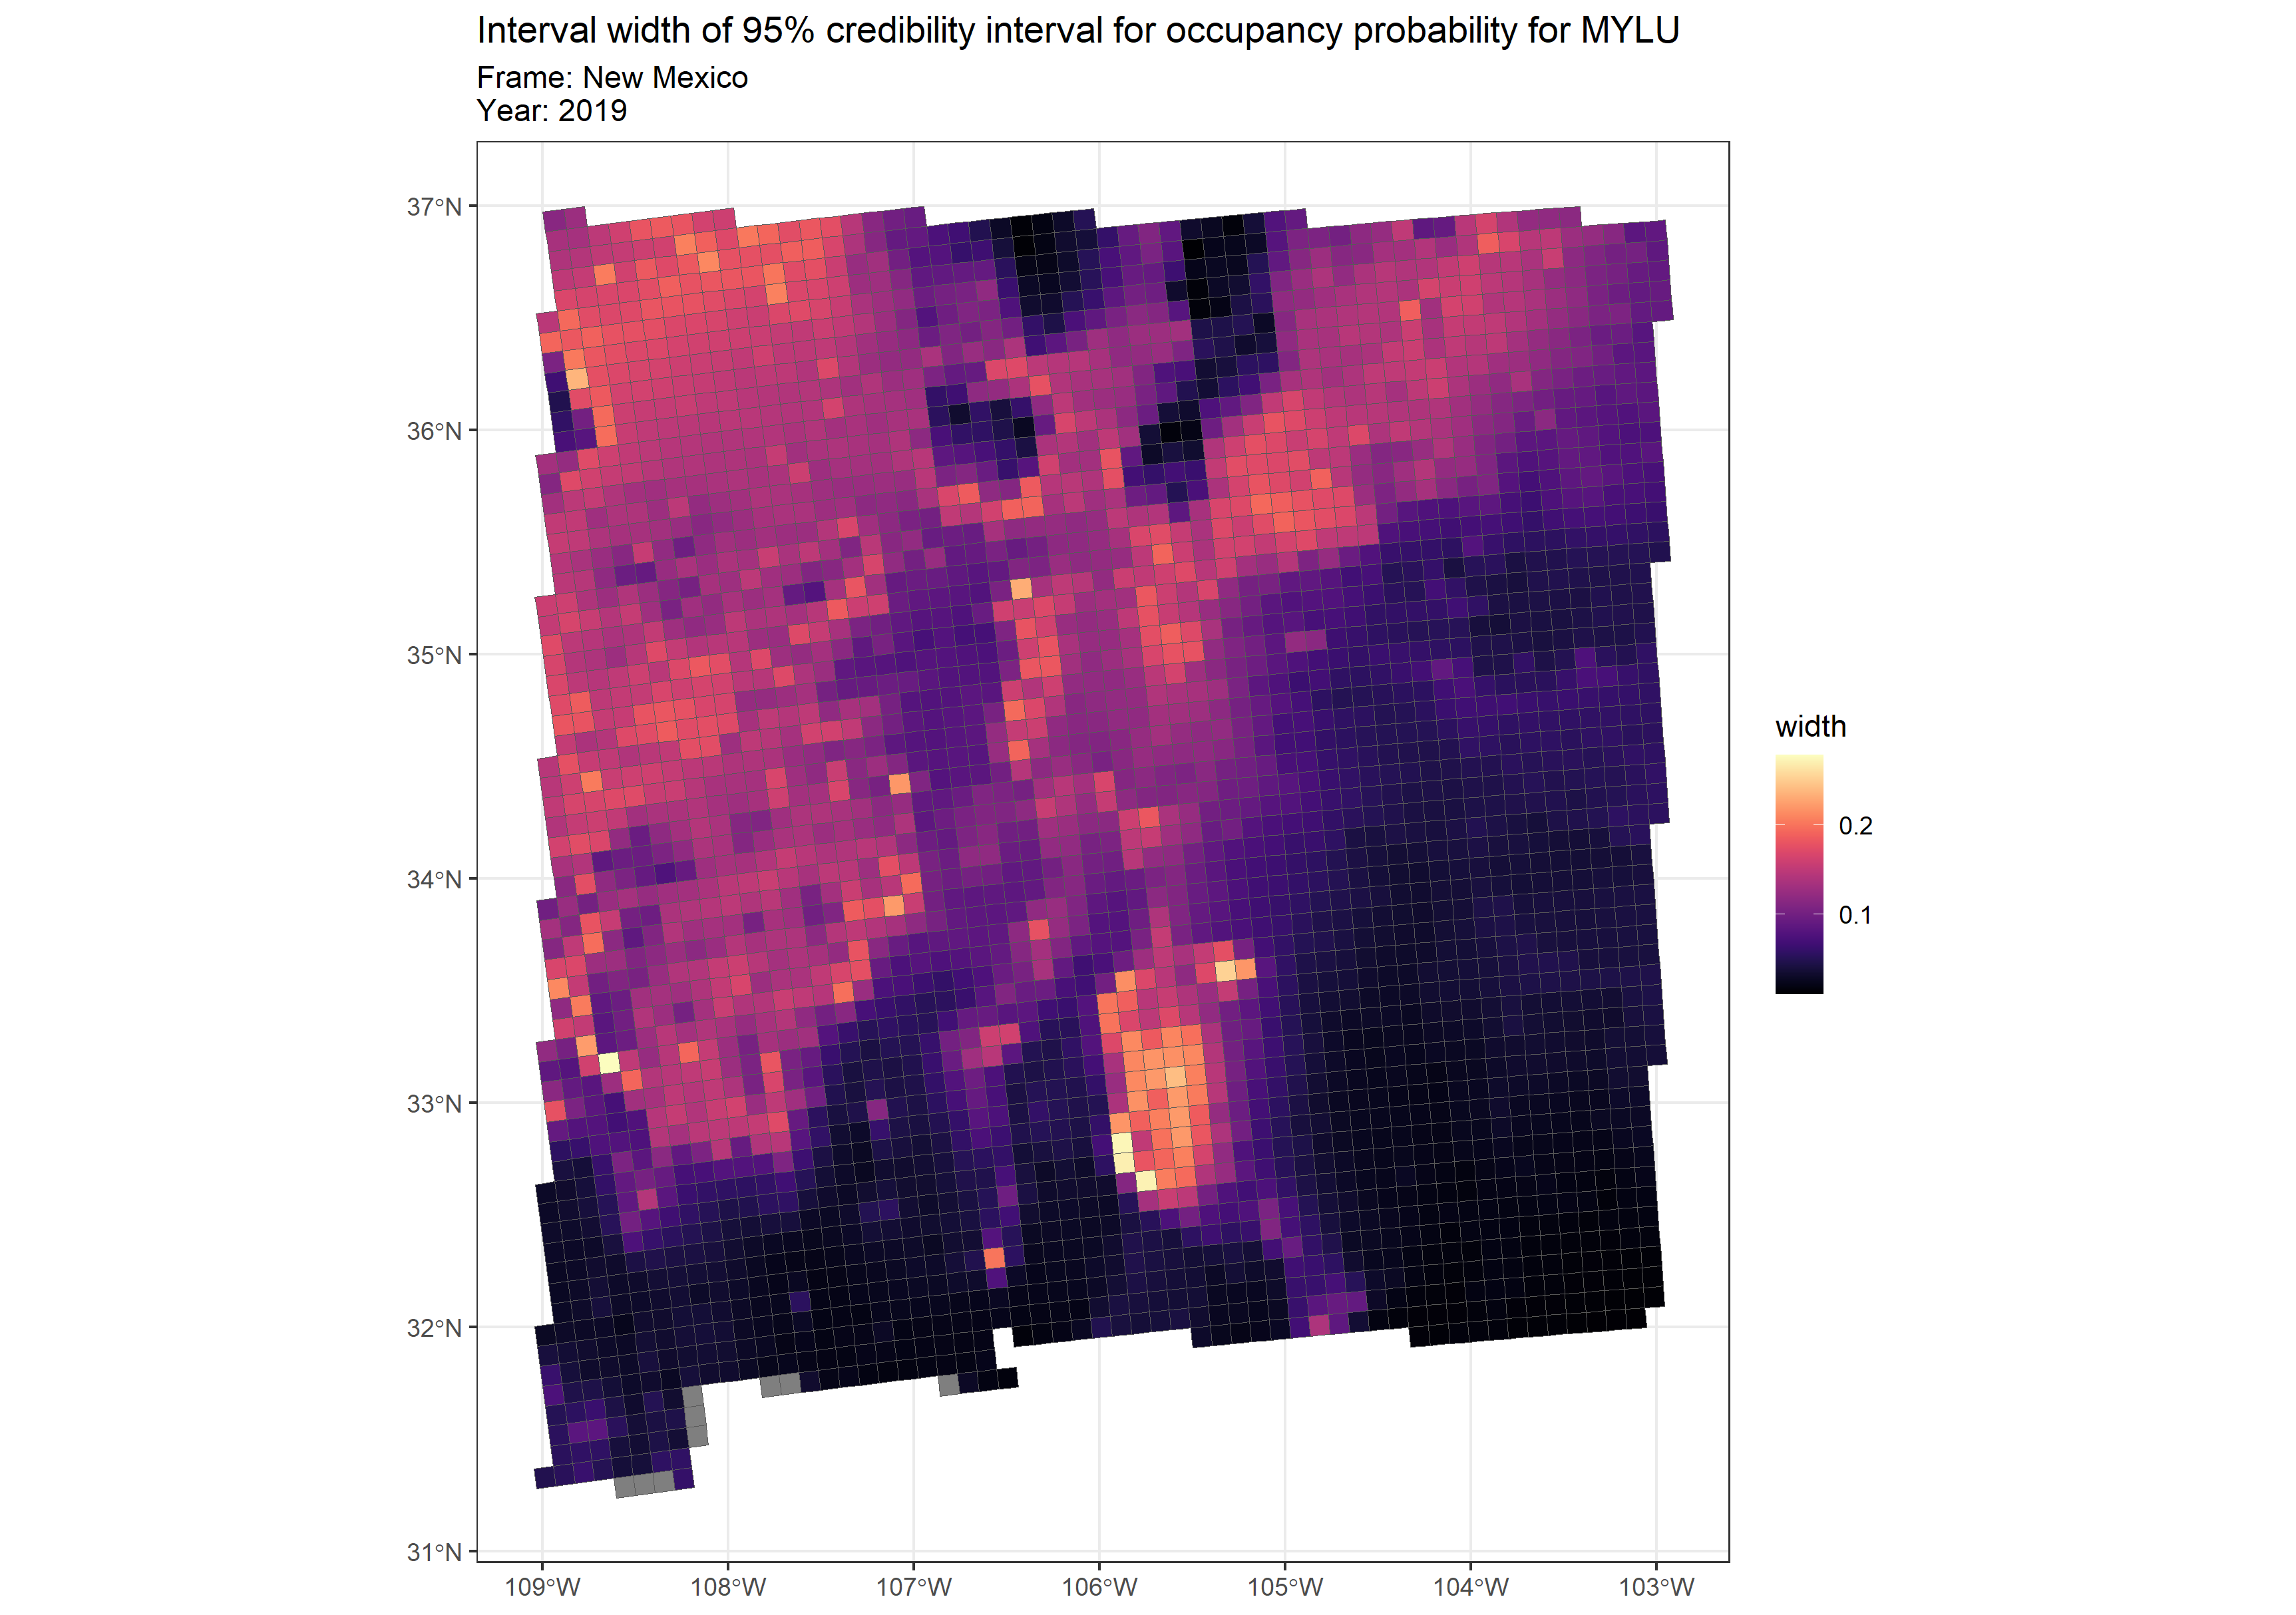 Interval width of 95% credibility interval for occupancy probability for MYLU
Frame: New Mexico
Year: 2019
37°N
36°N
35°N
34°N
33°N
32°N
31°N
109°W
108°W
107°W
106°W
105°W
104°W
103°W
width
0.2
0.1